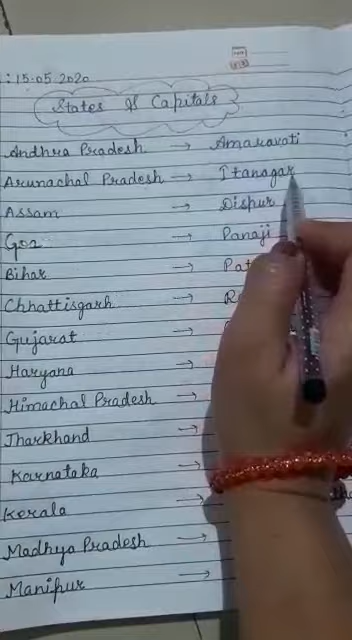 : 15-05-2020
States & Capitals
Andhra Pradesh → Amaravati
Arunachal Pradesh → Itanagar
Assam → Dispur
Goa → Panaji
Bihar → Pat
Chhattisgarh → R
Gujarat →
Haryana →
Himachal Pradesh →
Jharkhand →
Karnataka →
Kerala →
Madhya Pradesh →
Manipur →